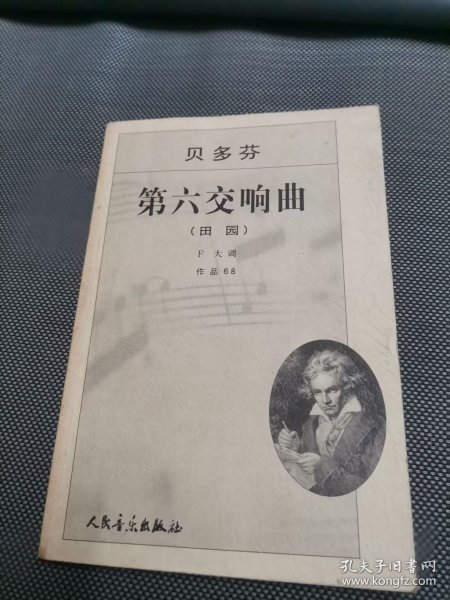 贝多芬
第六交响曲
(田园)
F 大调
作品68
人民音乐出版社
孔夫子旧书网
www.kongfz.com